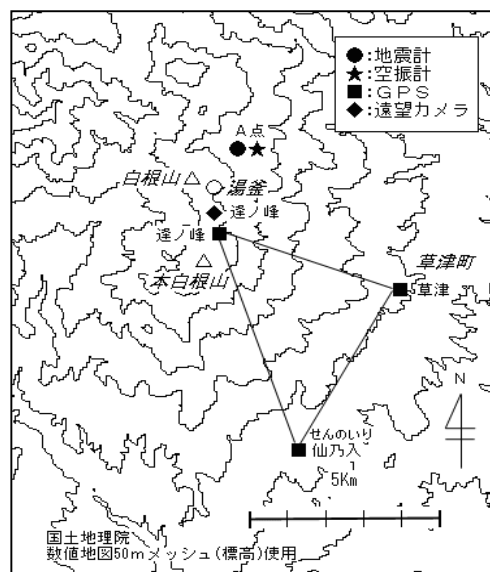 ●:地震計
★:空振計
■:GPS
◆:遠望カメラ
A点
白根山
湯釜
逢ノ峰
逢ノ峰
本白根山
草津町
草津
N
せんのいり
仙乃入
5Km
国土地理院
数値地図50mメッシュ(標高)使用